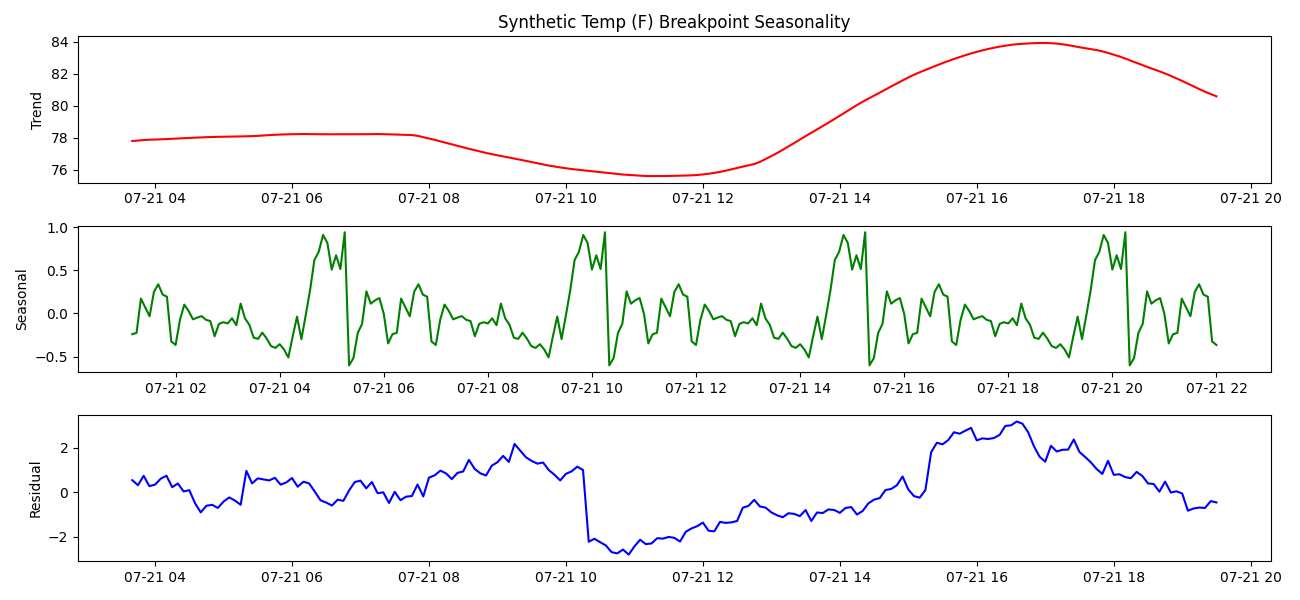 Synthetic Temp (F) Breakpoint Seasonality
Trend
84
82
80
78
76
07-21 04 07-21 06 07-21 08 07-21 10 07-21 12 07-21 14 07-21 16 07-21 18 07-21 20
Seasonal
1.0
0.5
0.0
−0.5
07-21 02 07-21 04 07-21 06 07-21 08 07-21 10 07-21 12 07-21 14 07-21 16 07-21 18 07-21 20 07-21 22
Residual
2
0
−2
07-21 04 07-21 06 07-21 08 07-21 10 07-21 12 07-21 14 07-21 16 07-21 18 07-21 20